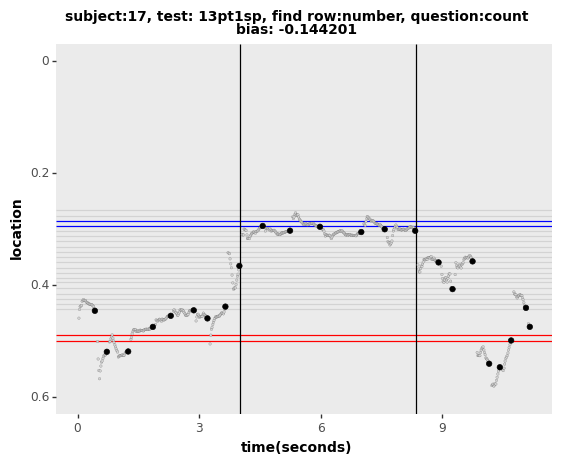 subject:17, test: 13pt1sp, find row:number, question:count
bias: -0.144201
0
0.2
0.4
0.6
location
0
3
6
9
time(seconds)